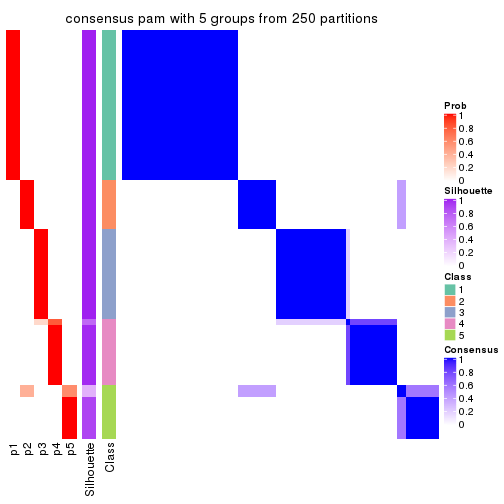 consensus pam with 5 groups from 250 partitions
Prob
1
0.8
0.6
0.4
0.2
0
Silhouette
1
0.8
0.6
0.4
0.2
0
Class
1
2
3
4
5
Consensus
1
0.8
0.6
0.4
0.2
0
p1
p2
p3
p4
p5
Silhouette
Class